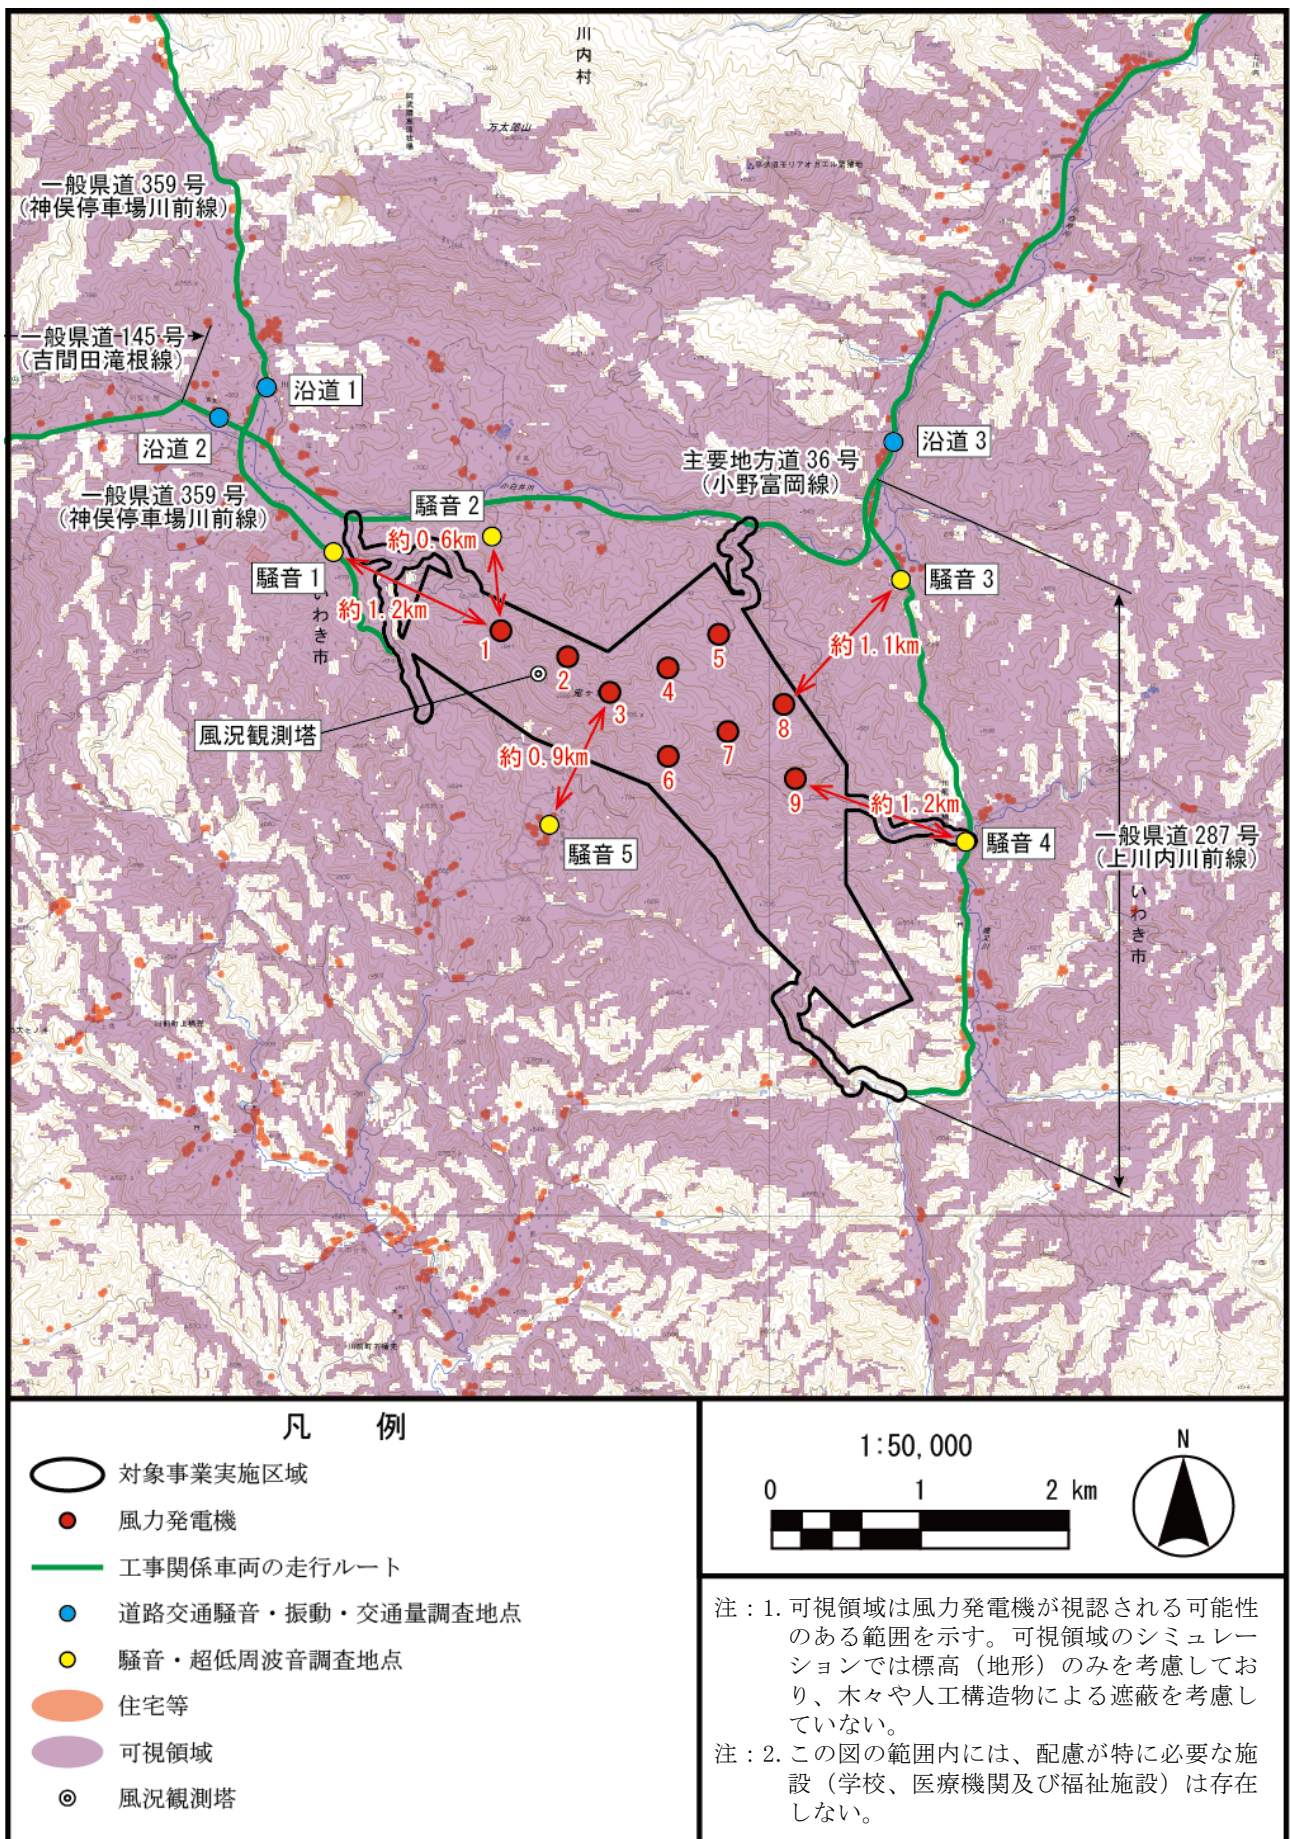 川内村
万太郎山
一般県道 359 号
(神俣停車場川前線)
一般県道 145 号
(吉間田滝根線)
沿道 1
沿道 2
沿道 3
主要地方道 36 号
(小野富岡線)
一般県道 359 号
(神俣停車場川前線)
小白井川
騒音 2
約 0.6km
騒音 1
約 1.2km
いわき市
騒音 3
約 1.1km
1
2
3
4
5
6
7
8
9
風況観測塔
約 0.9km
約 1.2km
騒音 5
騒音 4
一般県道 287 号
(上川内川前線)
いわき市
凡 例
対象事業実施区域
風力発電機
工事関係車両の走行ルート
道路交通騒音・振動・交通量調査地点
騒音・超低周波音調査地点
住宅等
可視領域
風況観測塔
1:50,000
0 1 2 km
N
注：1. 可視領域は風力発電機が視認される可能性
のある範囲を示す。可視領域のシミュレー
ションでは標高（地形）のみを考慮してお
り、木々や人工構造物による遮蔽を考慮し
ていない。
注：2. この図の範囲内には、配慮が特に必要な施
設（学校、医療機関及び福祉施設）は存在
しない。